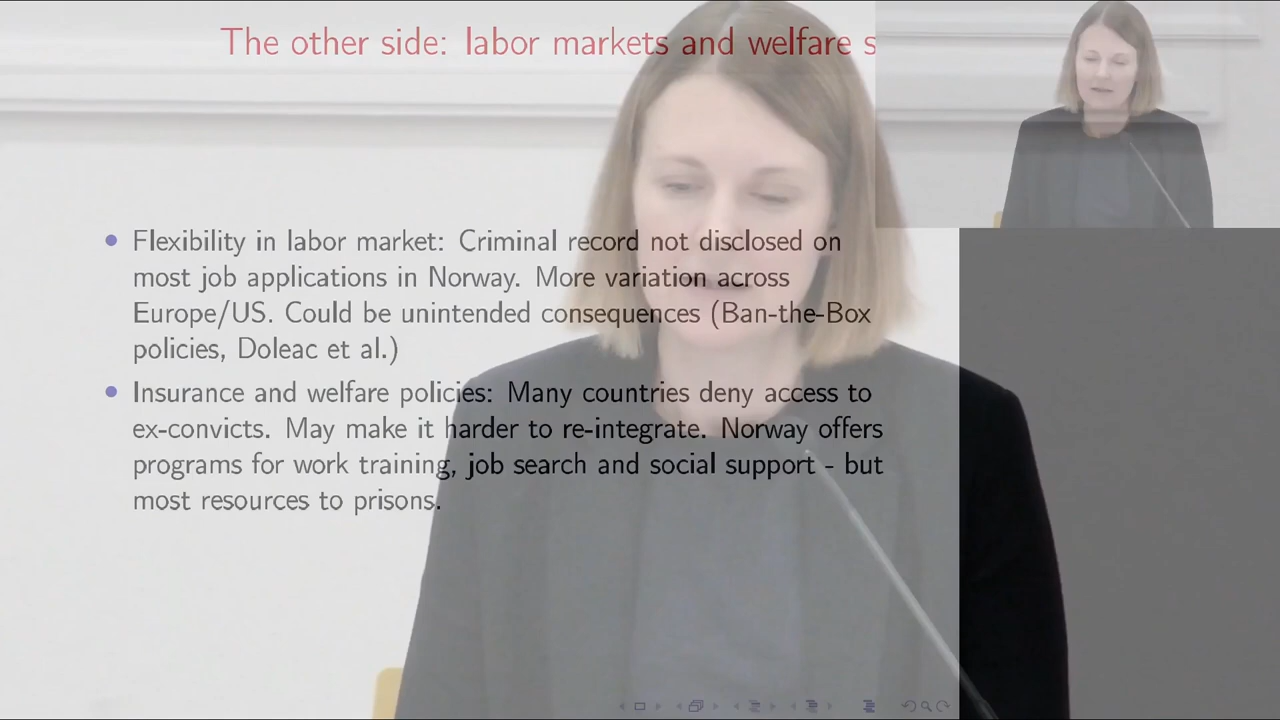 The other side: labor markets and welfare s
Flexibility in labor market: Criminal record not disclosed on
most job applications in Norway. More variation across
Europe/US. Could be unintended consequences (Ban-the-Box
policies, Doleac et al.)
Insurance and welfare policies: Many countries deny access to
ex-convicts. May make it harder to re-integrate. Norway offers
programs for work training, job search and social support - but
most resources to prisons.